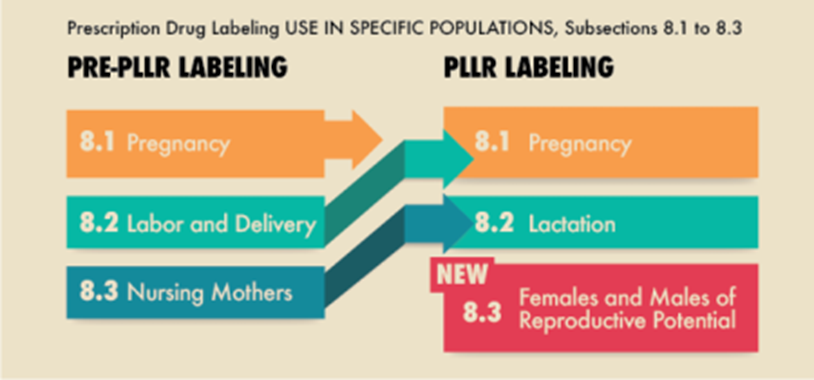 Prescription Drug Labeling USE IN SPECIFIC POPULATIONS, Subsections 8.1 to 8.3
PRE-PLLR LABELING
8.1 Pregnancy
8.2 Labor and Delivery
8.3 Nursing Mothers
PLLR LABELING
8.1 Pregnancy
8.2 Lactation
NEW
8.3 Females and Males of
Reproductive Potential